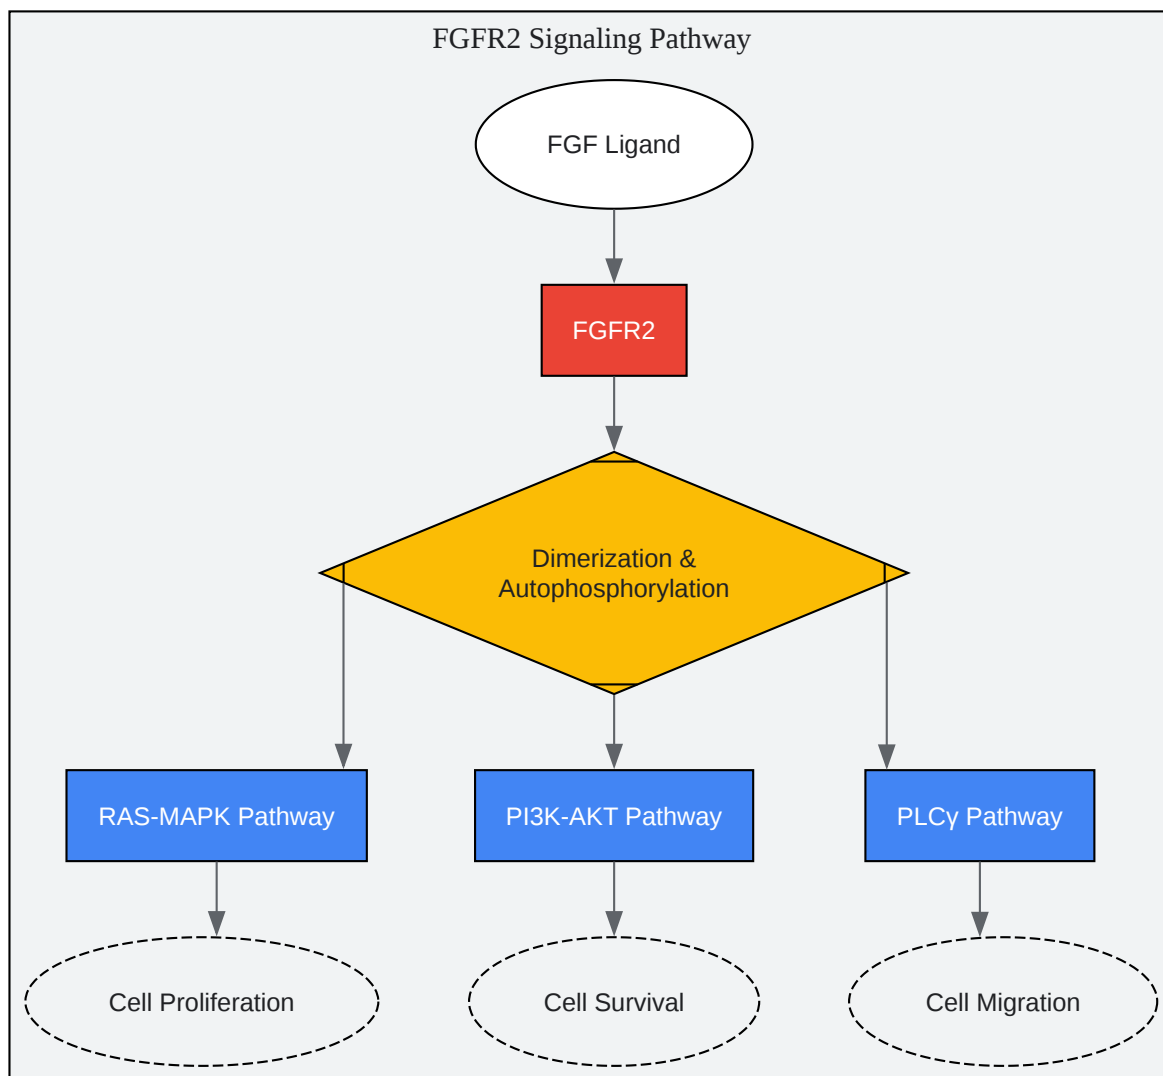 FGFR2 Signaling Pathway
FGF Ligand
FGFR2
Dimerization &
Autophosphorylation
RAS-MAPK Pathway
PI3K-AKT Pathway
PLCγ Pathway
Cell Proliferation
Cell Survival
Cell Migration